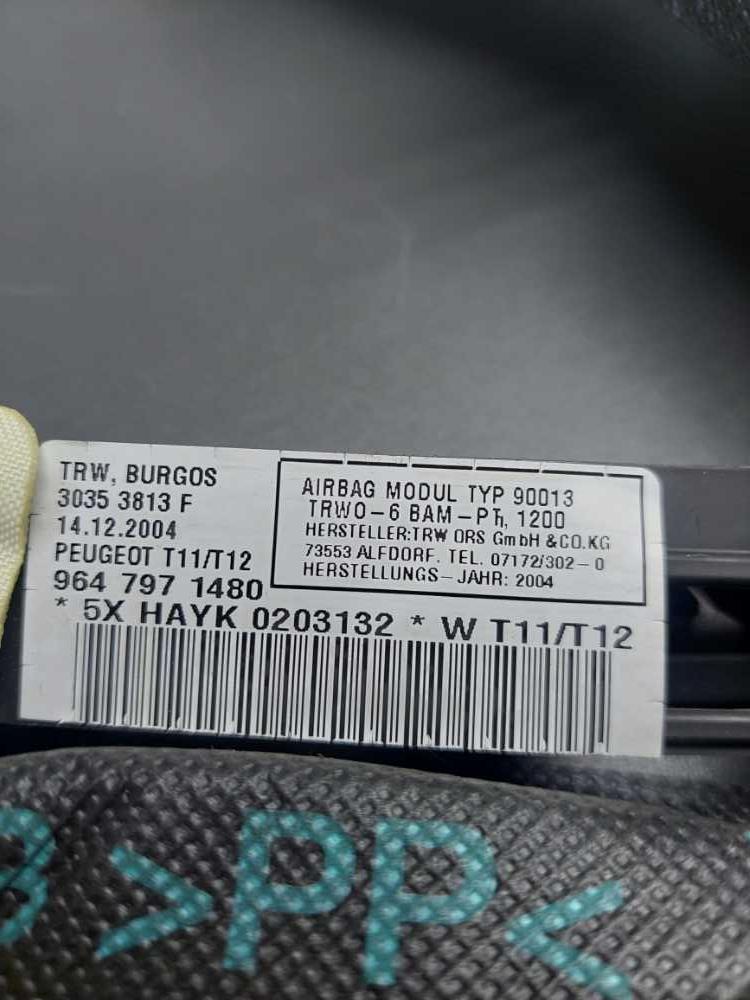 TRW, BURGOS
3035 3813 F
14.12.2004
PEUGEOT T11/T12
964 797 1480
* 5X HAYK 0203132 * W T11/T12
AIRBAG MODUL TYP 90013
TRWO-6 BAM-PŦ, 1200
HERSTELLER:TRW ORS GmbH &CO.KG
73553 ALFDORF. TEL. 07172/302-0
HERSTELLUNGS-JAHR: 2004
>PP<